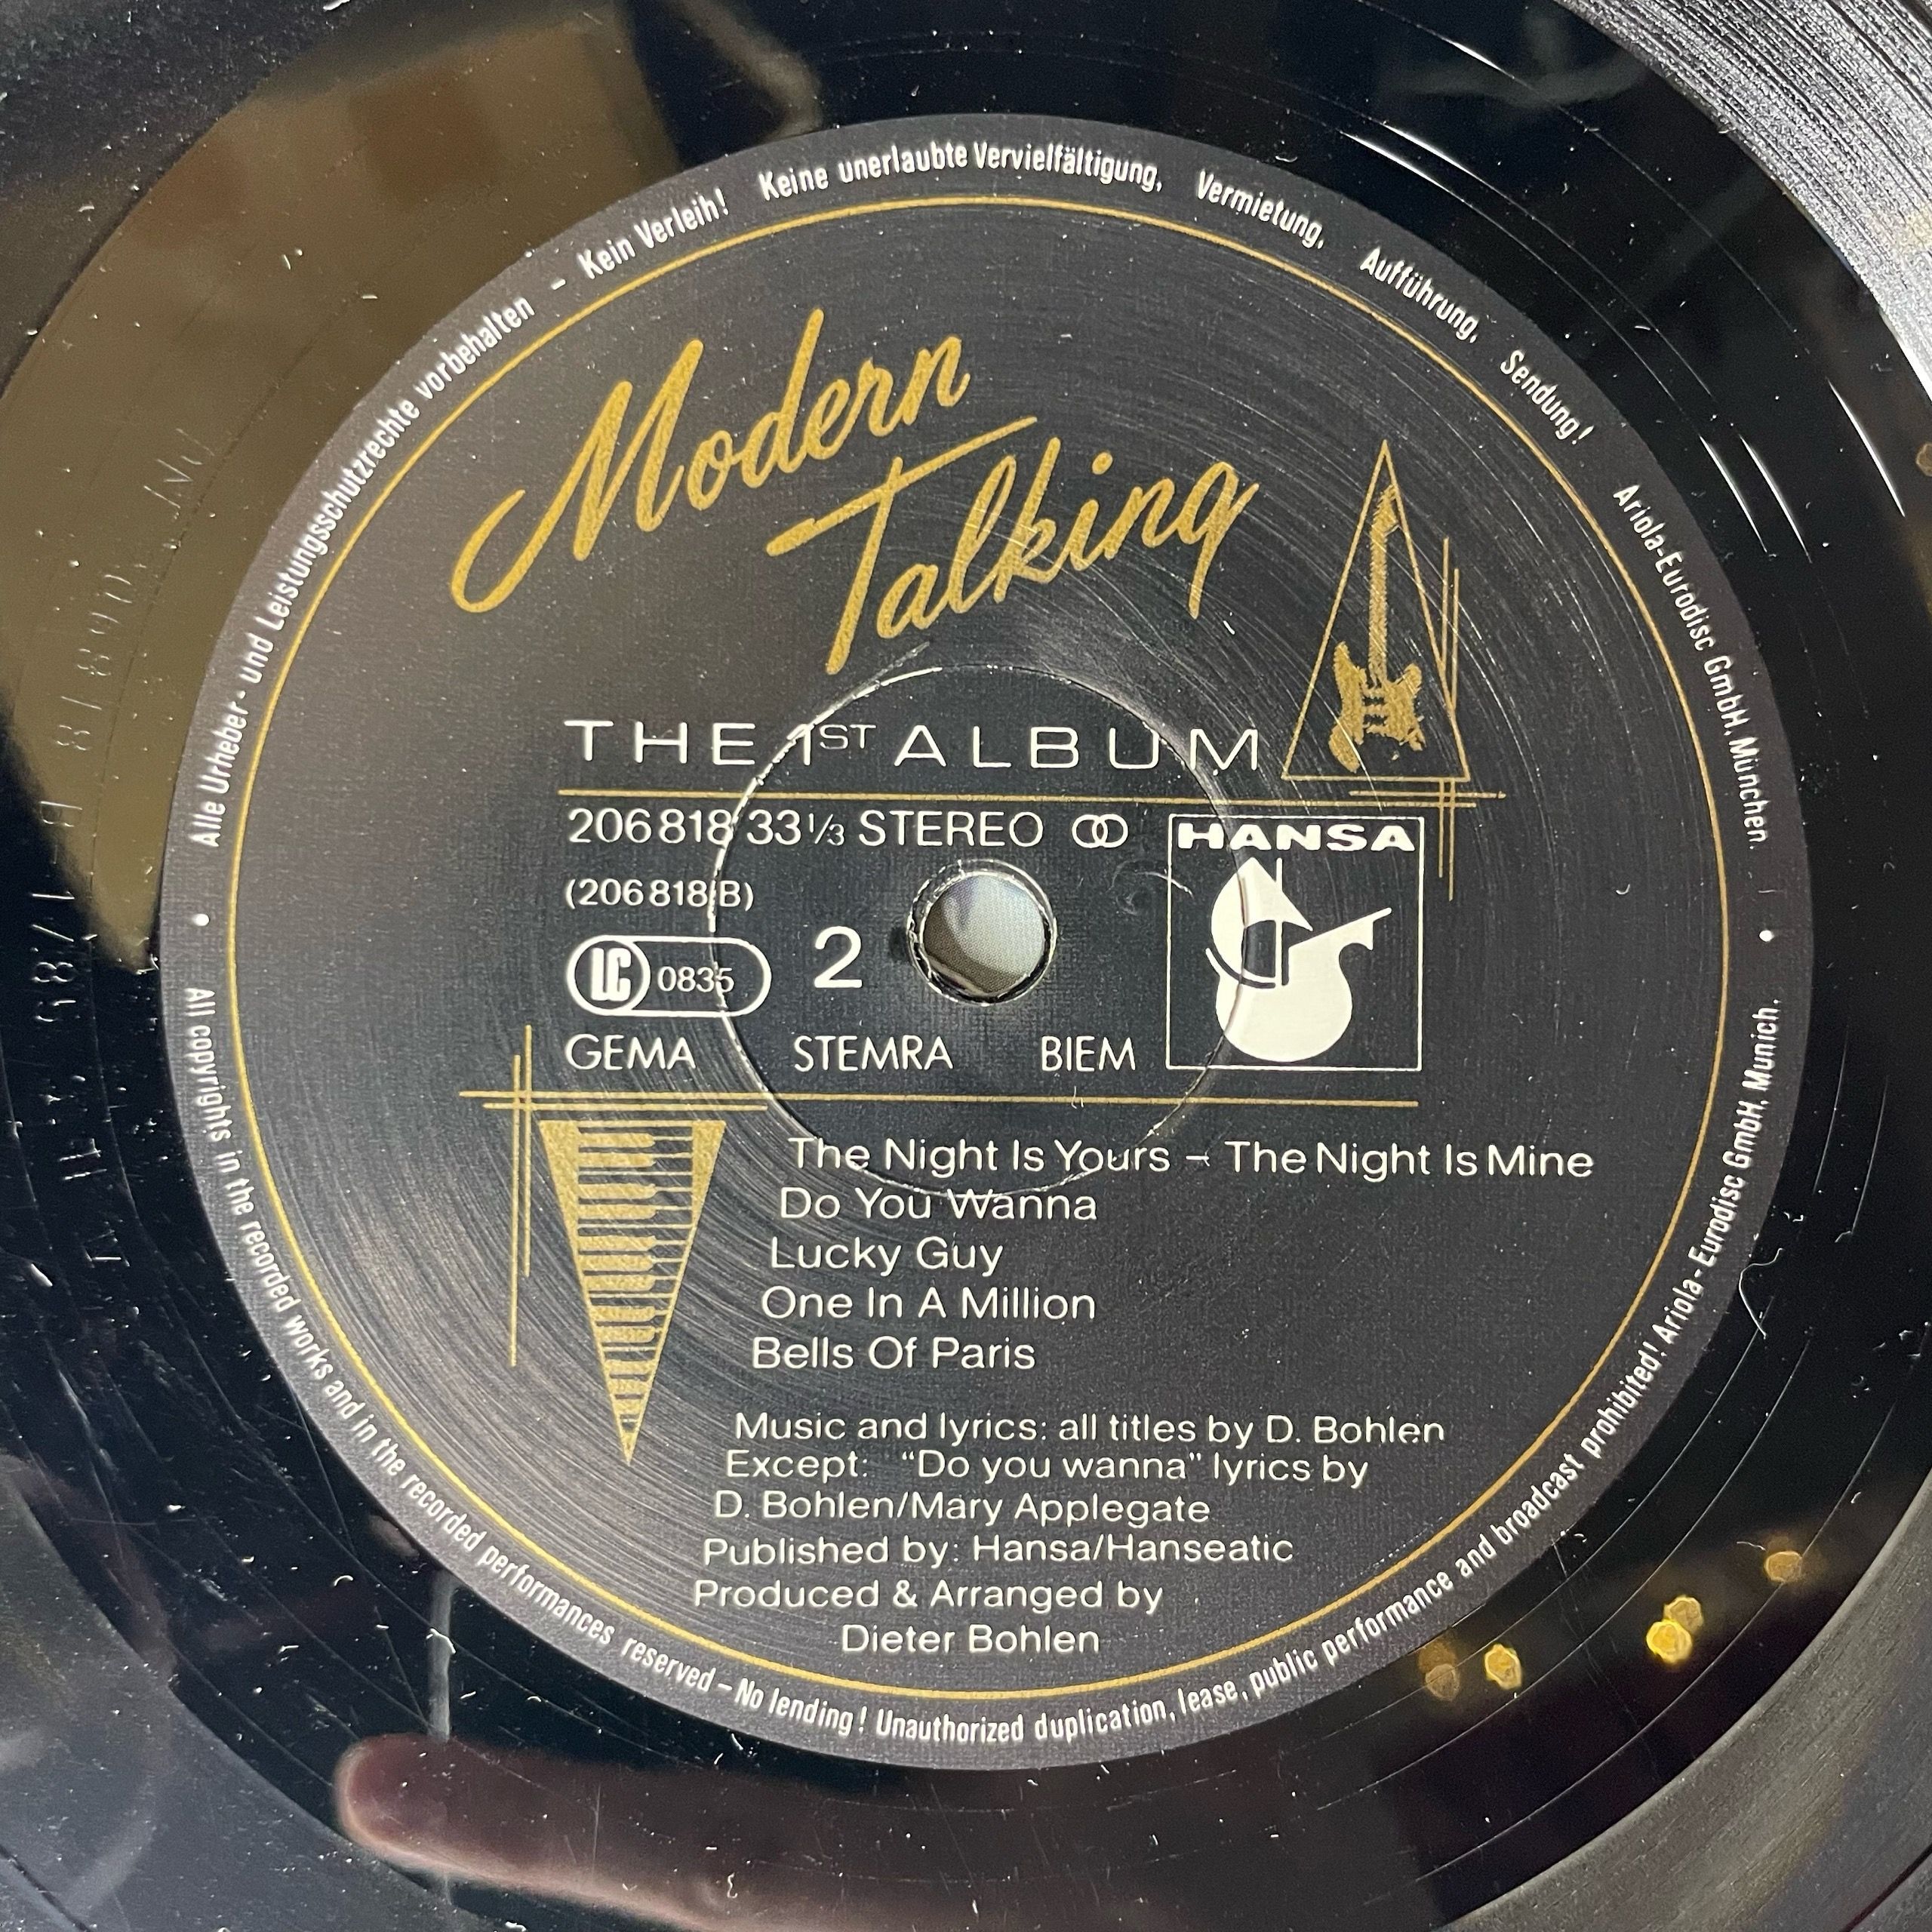 Alle Urheber- und Leistungsschutzrechte vorbehalten – Kein Verleih! Keine unerlaubte Vervielfältigung, Vermietung, Aufführung, Sendung! Ariola-Eurodisc GmbH, München.
Modern
Talking
THE 1ST ALBUM
206 818 33⅓ STEREO
HANSA
(206 818 B)
LC 0835
2
GEMA STEMRA BIEM
The Night Is Yours – The Night Is Mine
Do You Wanna
Lucky Guy
One In A Million
Bells Of Paris
Music and lyrics: all titles by D. Bohlen
Except: “Do you wanna” lyrics by
D. Bohlen/Mary Applegate
Published by: Hansa/Hanseatic
Produced & Arranged by
Dieter Bohlen
All copyrights in the recorded works and in the recorded performances reserved – No lending! Unauthorized duplication, lease, public performance and broadcast prohibited! Ariola-Eurodisc GmbH, Munich.